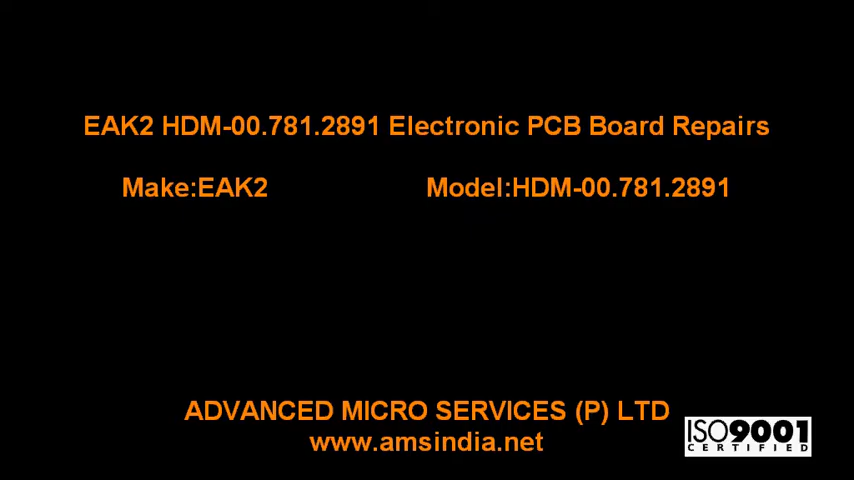 EAK2 HDM-00.781.2891 Electronic PCB Board Repairs
Make:EAK2 Model:HDM-00.781.2891
ADVANCED MICRO SERVICES (P) LTD
www.amsindia.net
ISO9001
CERTIFIED